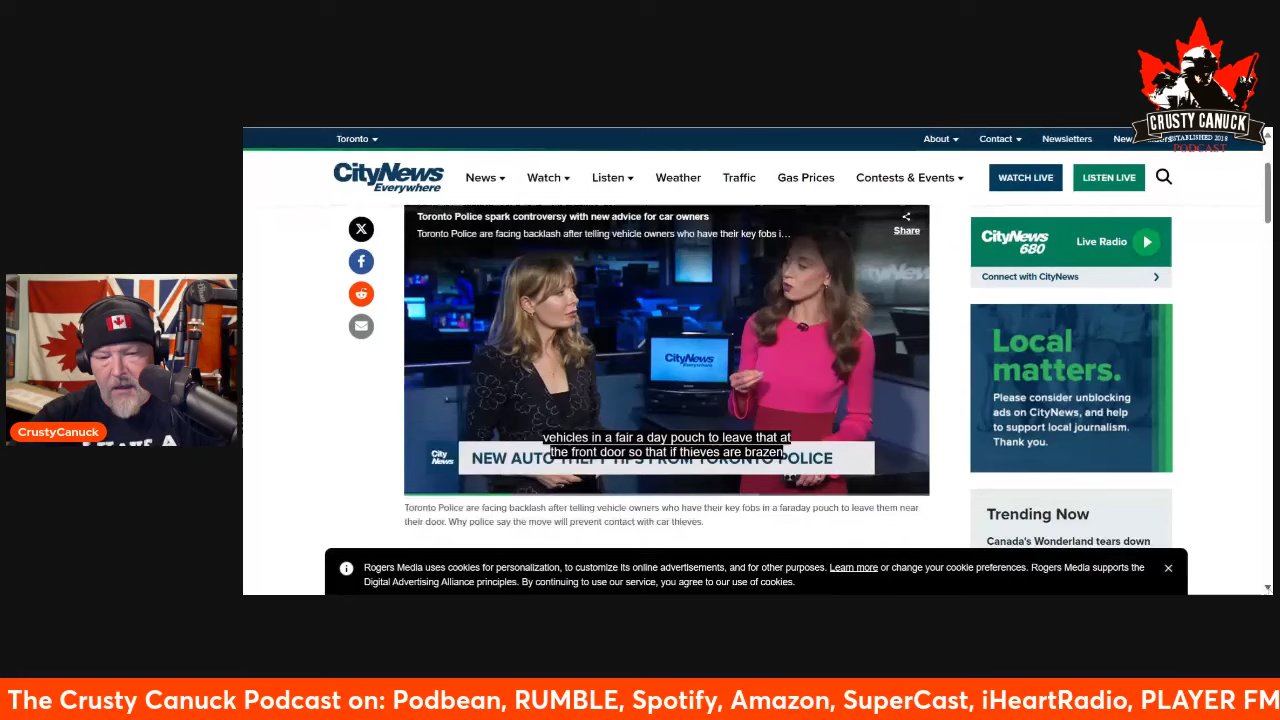 CRUSTY CANUCK
ESTABLISHED 2018
PODCAST
Toronto
About
Contact
Newsletters
CityNews
Everywhere
News
Watch
Listen
Weather
Traffic
Gas Prices
Contests & Events
WATCH LIVE
LISTEN LIVE
Toronto Police spark controversy with new advice for car owners
Toronto Police are facing backlash after telling vehicle owners who have their key fobs i...
Share
CityNews
CityNews
Everywhere
vehicles in a fair a day pouch to leave that at
the front door so that if thieves are brazen
City
News
NEW AUTO THEFT TIPS FROM TORONTO POLICE
Toronto Police are facing backlash after telling vehicle owners who have their key fobs in a faraday pouch to leave them near
their door. Why police say the move will prevent contact with car thieves.
CityNews
680
Live Radio
Connect with CityNews
Local
matters.
Please consider unblocking
ads on CityNews, and help
to support local journalism.
Thank you.
Trending Now
Canada's Wonderland tears down
Rogers Media uses cookies for personalization, to customize its online advertisements, and for other purposes. Learn more or change your cookie preferences. Rogers Media supports the
Digital Advertising Alliance principles. By continuing to use our service, you agree to our use of cookies.
CrustyCanuck
The Crusty Canuck Podcast on: Podbean, RUMBLE, Spotify, Amazon, SuperCast, iHeartRadio, PLAYER FM